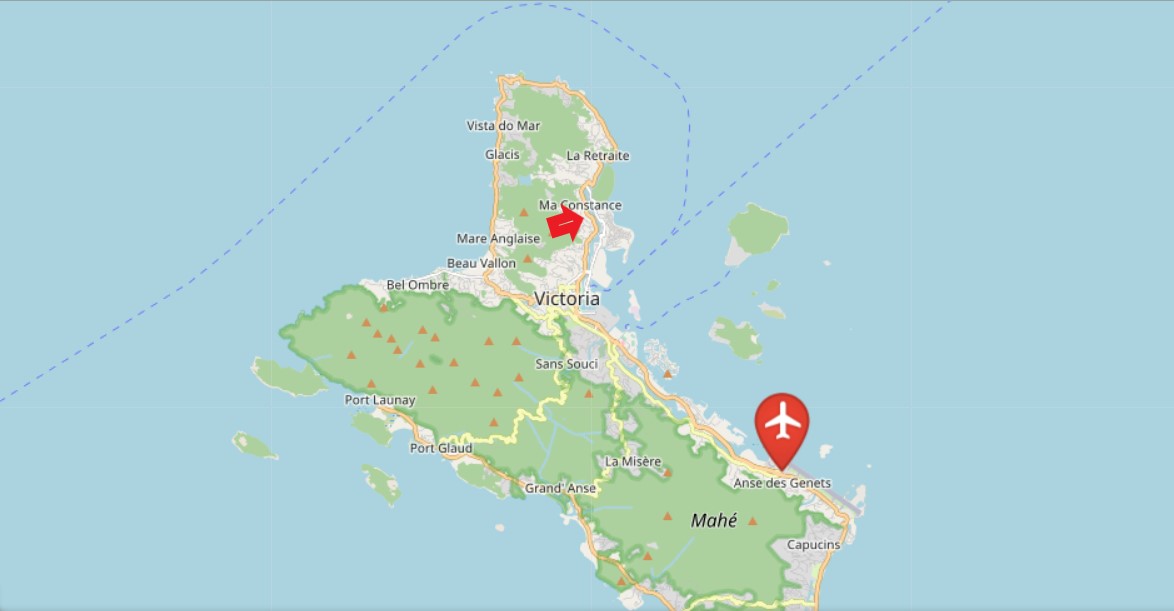 Vista do Mar
Glacis
La Retraite
Ma Constance
Mare Anglaise
Beau Vallon
Bel Ombre
Victoria
Sans Souci
Port Launay
Port Glaud
La Misère
Grand' Anse
Anse des Genets
Mahé
Capucins